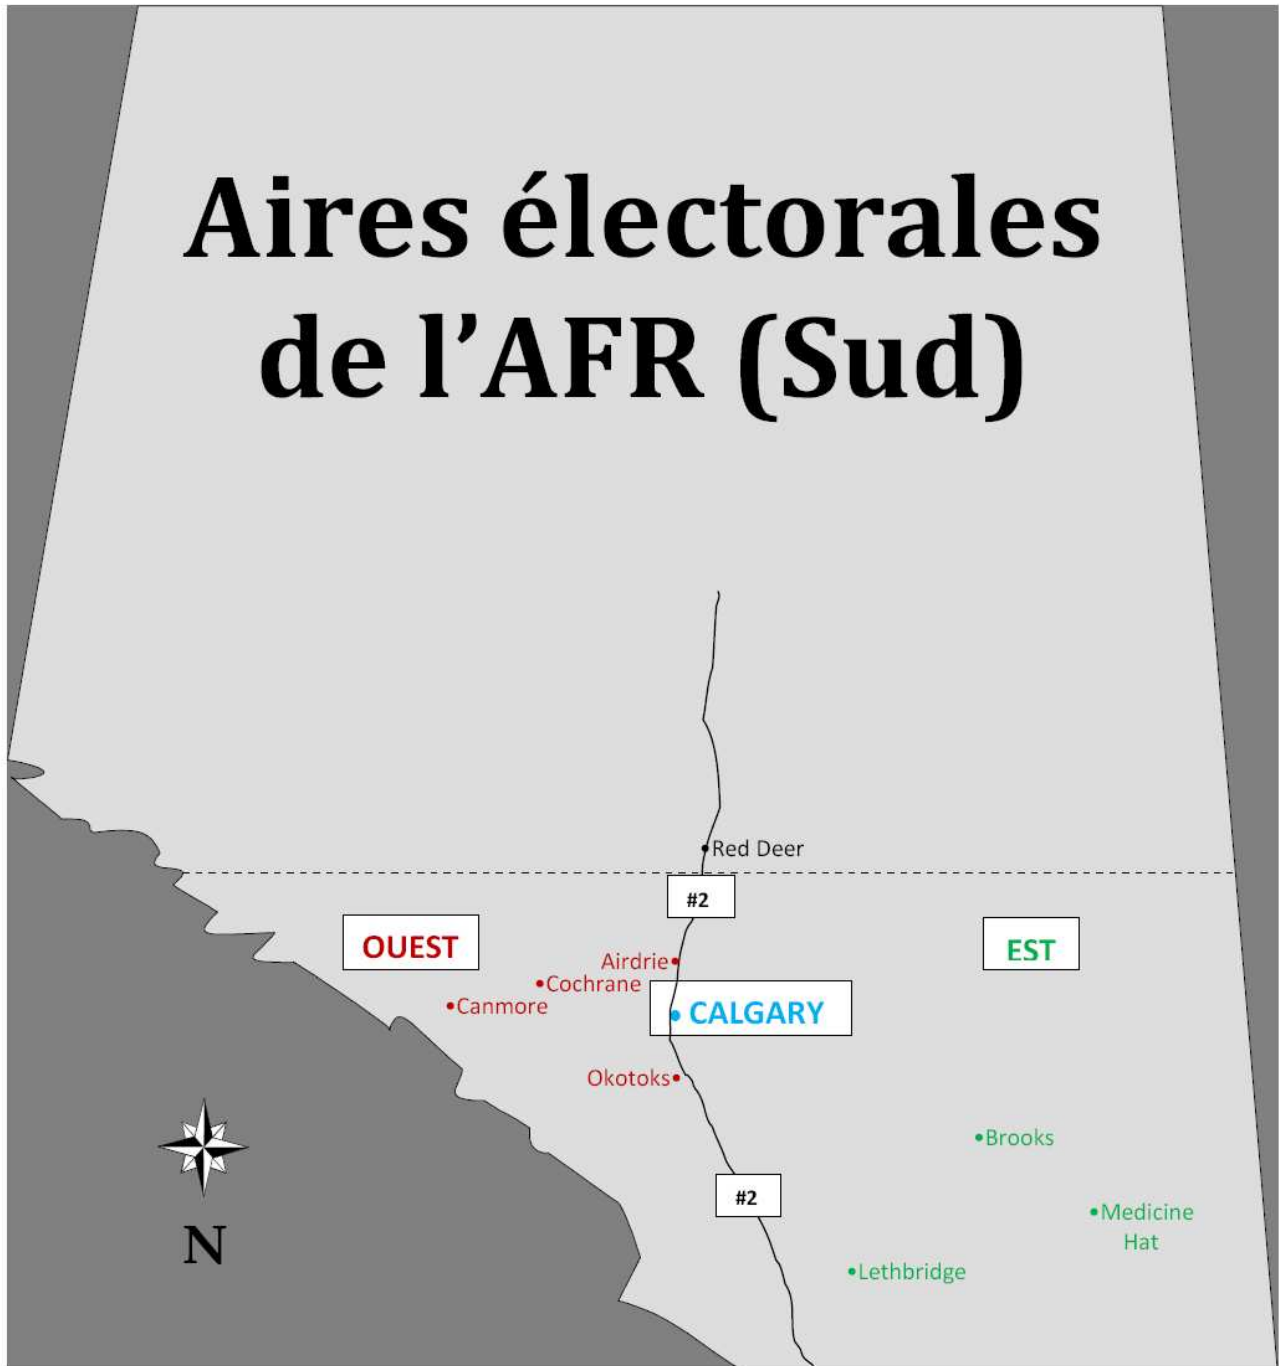 Aires électorales
de l’AFR (Sud)
Red Deer
#2
OUEST
EST
Airdrie
Cochrane
Canmore
CALGARY
Okotoks
Brooks
#2
Medicine
Hat
Lethbridge
N